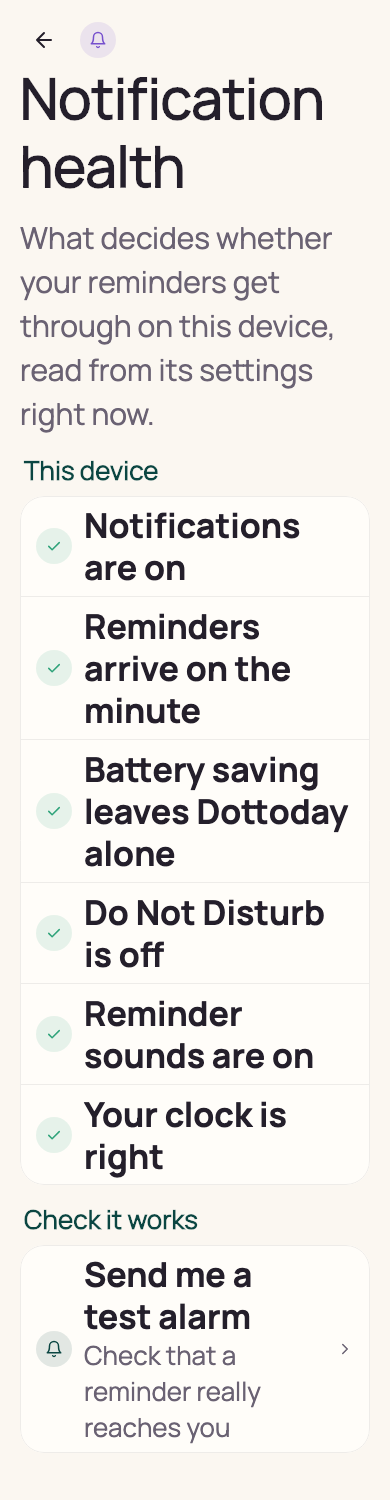 Notification
health
What decides whether
your reminders get
through on this device,
read from its settings
right now.
This device
Notifications
are on
Reminders
arrive on the
minute
Battery saving
leaves Dottoday
alone
Do Not Disturb
is off
Reminder
sounds are on
Your clock is
right
Check it works
Send me a
test alarm
Check that a
reminder really
reaches you